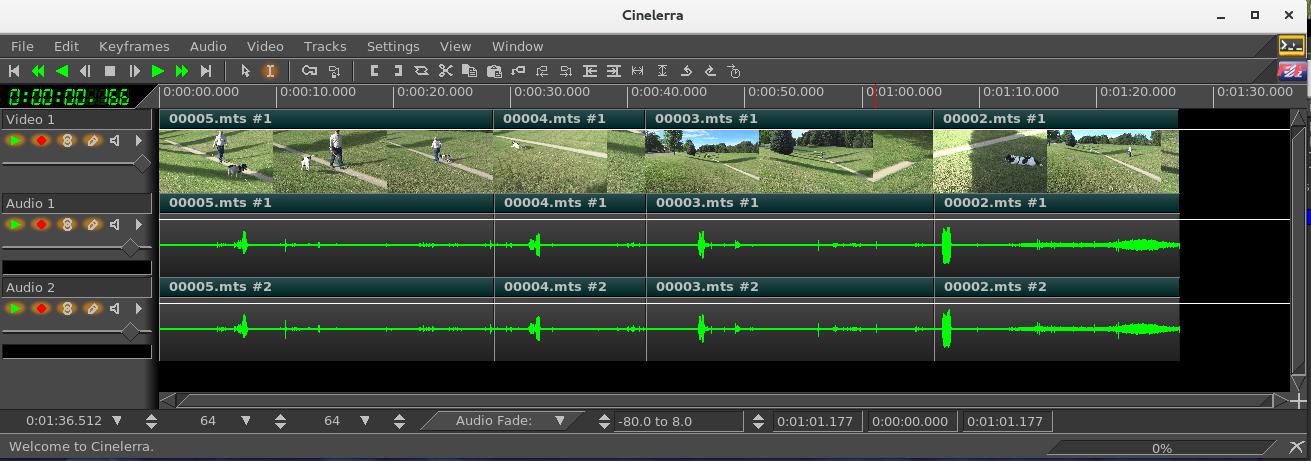 Cinelerra
File Edit Keyframes Audio Video Tracks Settings View Window
0:00:00.166 0:00:00.000 0:00:10.000 0:00:20.000 0:00:30.000 0:00:40.000 0:00:50.000 0:01:00.000 0:01:10.000 0:01:20.000 0:01:30.000
Video 1 00005.mts #1 00004.mts #1 00003.mts #1 00002.mts #1
Audio 1 00005.mts #1 00004.mts #1 00003.mts #1 00002.mts #1
Audio 2 00005.mts #2 00004.mts #2 00003.mts #2 00002.mts #2
0:01:36.512 64 64 Audio Fade: -80.0 to 8.0 0:01:01.177 0:00:00.000 0:01:01.177
Welcome to Cinelerra. 0%